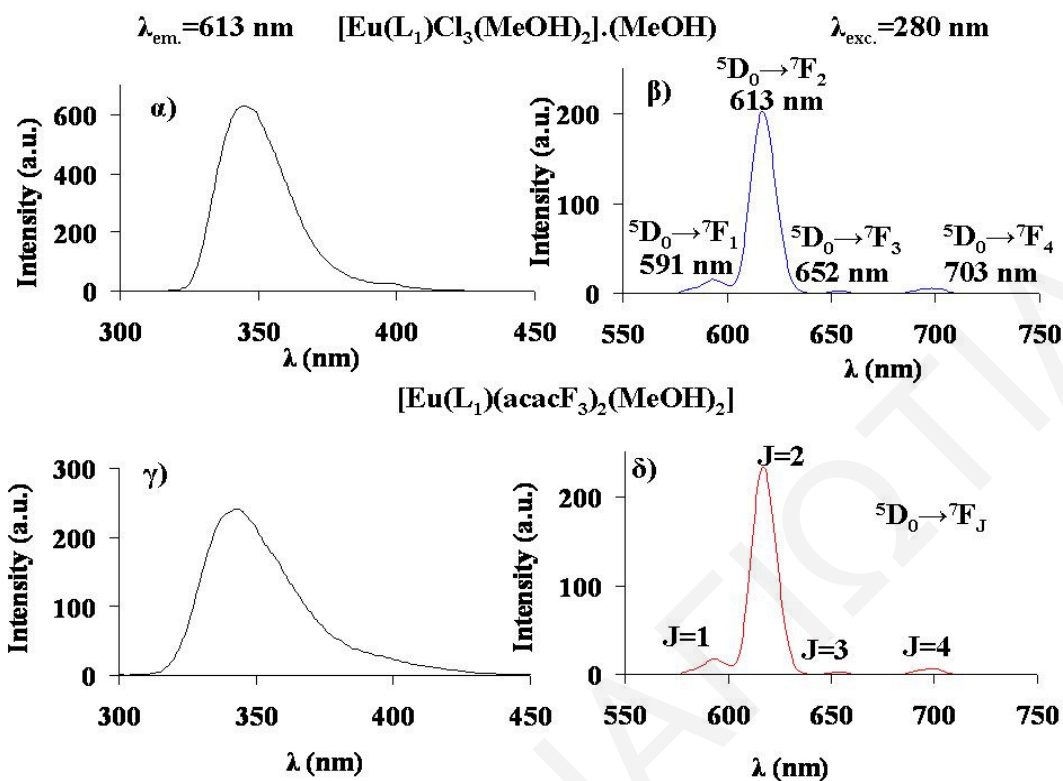 λem.=613 nm [Eu(L1)Cl3(MeOH)2].(MeOH) λexc.=280 nm
α)
Intensity (a.u.)
600
400
200
0
300 350 400 450
λ (nm)
β)
⁵D₀→⁷F₂
613 nm
Intensity (a.u.)
200
100
0
⁵D₀→⁷F₁
591 nm
⁵D₀→⁷F₃
652 nm
⁵D₀→⁷F₄
703 nm
550 600 650 700 750
λ (nm)
[Eu(L1)(acacF3)2(MeOH)2]
γ)
Intensity (a.u.)
300
200
100
0
300 350 400 450
λ (nm)
δ)
Intensity (a.u.)
200
100
0
J=2
⁵D₀→⁷F_J
J=1
J=3
J=4
550 600 650 700 750
λ (nm)